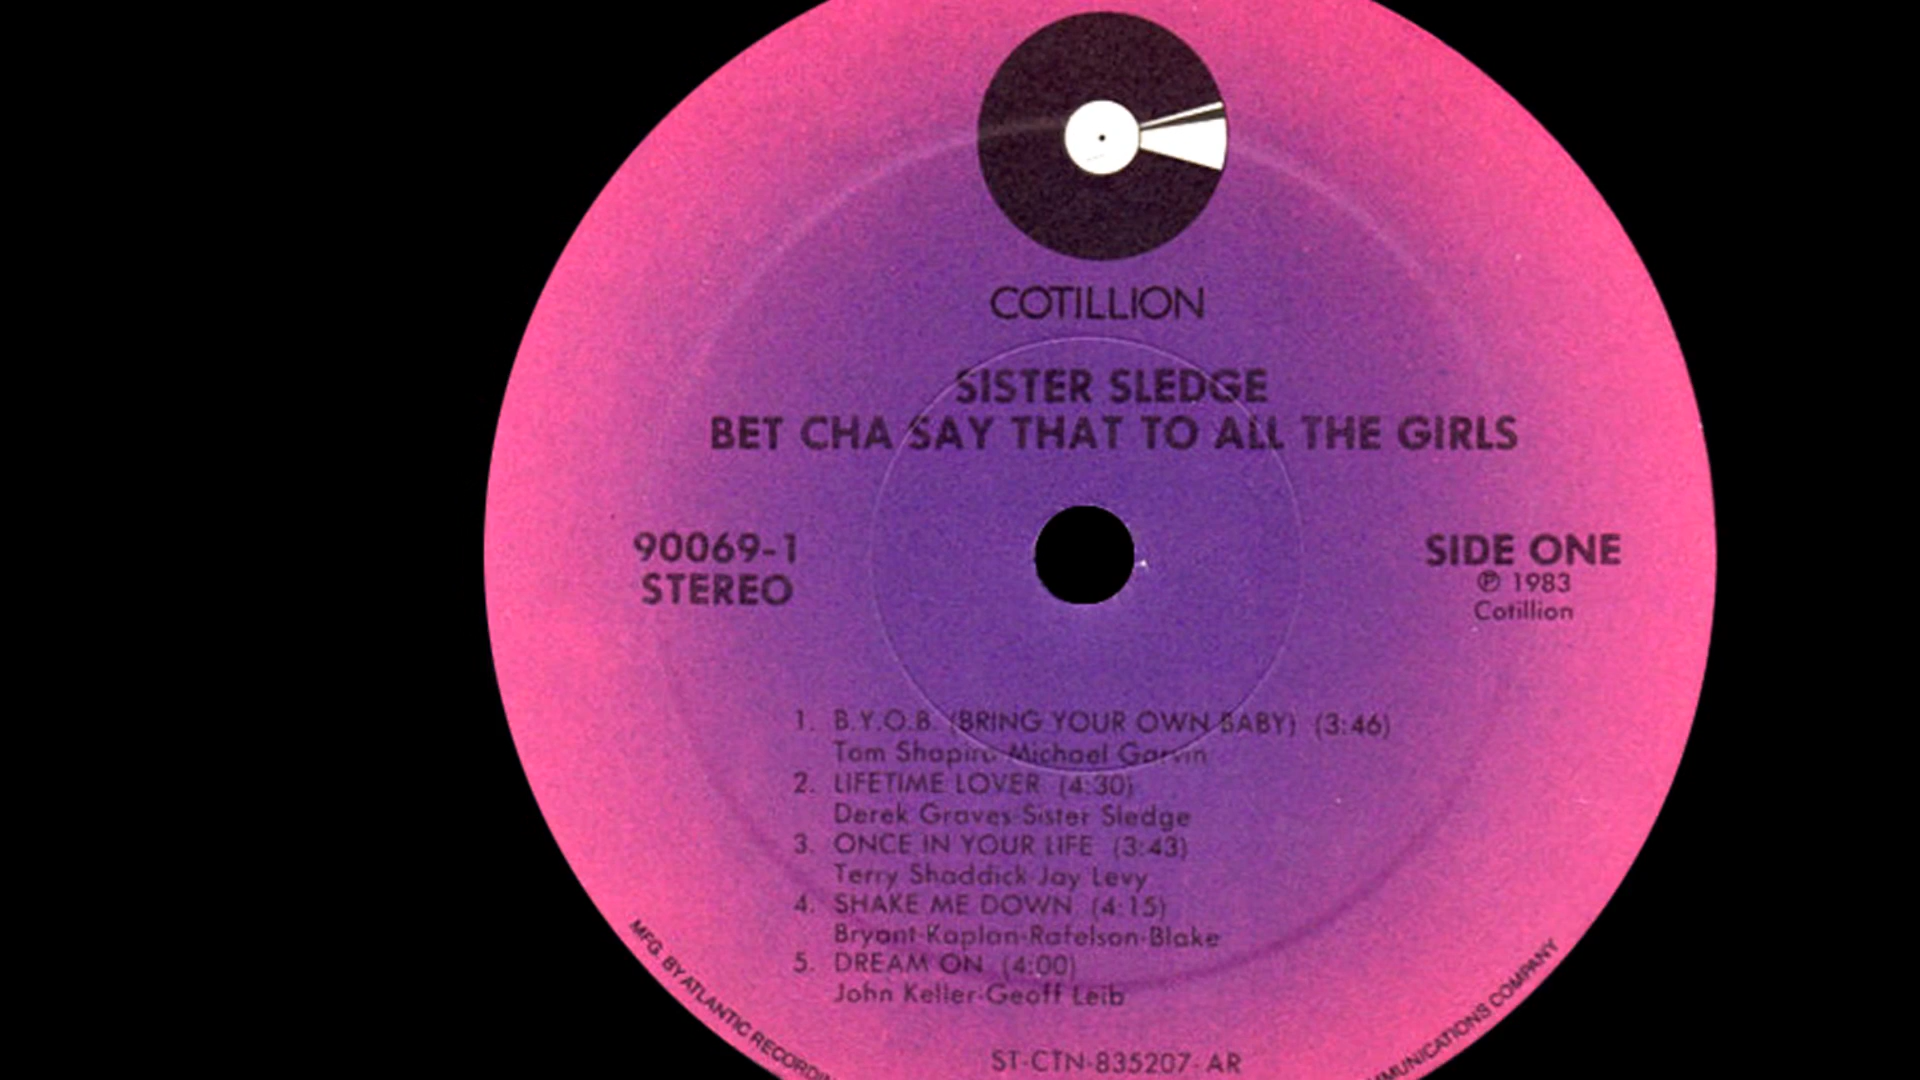 COTILLION
SISTER SLEDGE
BET CHA SAY THAT TO ALL THE GIRLS
90069-1
STEREO
SIDE ONE
℗ 1983
Cotillion
1. B.Y.O.B. (BRING YOUR OWN BABY) (3:46)
Tom Shapiro-Michael Garvin
2. LIFETIME LOVER (4:30)
Derek Graves-Sister Sledge
3. ONCE IN YOUR LIFE (3:43)
Terry Shaddick-Jay Levy
4. SHAKE ME DOWN (4:15)
Bryant-Kaplan-Rafelson-Blake
5. DREAM ON (4:00)
John Keller-Geoff Leib
ST-CTN-835207-AR
MFG. BY ATLANTIC RECORDIN
MMUNICATIONS COMPANY